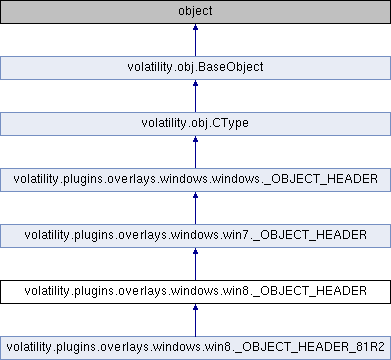 object
volatility.obj.BaseObject
volatility.obj.CType
volatility.plugins.overlays.windows.windows._OBJECT_HEADER
volatility.plugins.overlays.windows.win7._OBJECT_HEADER
volatility.plugins.overlays.windows.win8._OBJECT_HEADER
volatility.plugins.overlays.windows.win8._OBJECT_HEADER_81R2